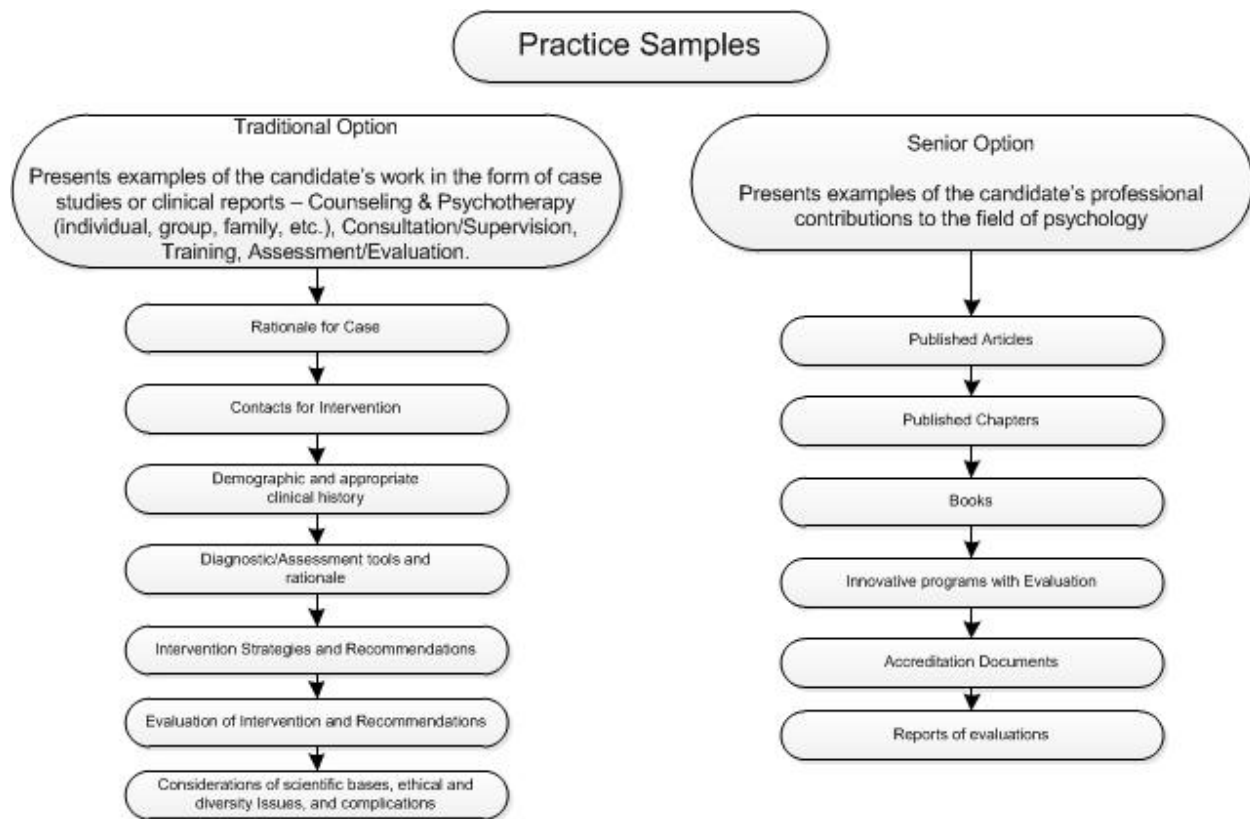 Practice Samples
Traditional Option
Presents examples of the candidate's work in the form of case
studies or clinical reports – Counseling & Psychotherapy
(individual, group, family, etc.), Consultation/Supervision,
Training, Assessment/Evaluation.
Rationale for Case
Contacts for Intervention
Demographic and appropriate
clinical history
Diagnostic/Assessment tools and
rationale
Intervention Strategies and Recommendations
Evaluation of Intervention and Recommendations
Considerations of scientific bases, ethical and
diversity Issues, and complications
Senior Option
Presents examples of the candidate's professional
contributions to the field of psychology
Published Articles
Published Chapters
Books
Innovative programs with Evaluation
Accreditation Documents
Reports of evaluations